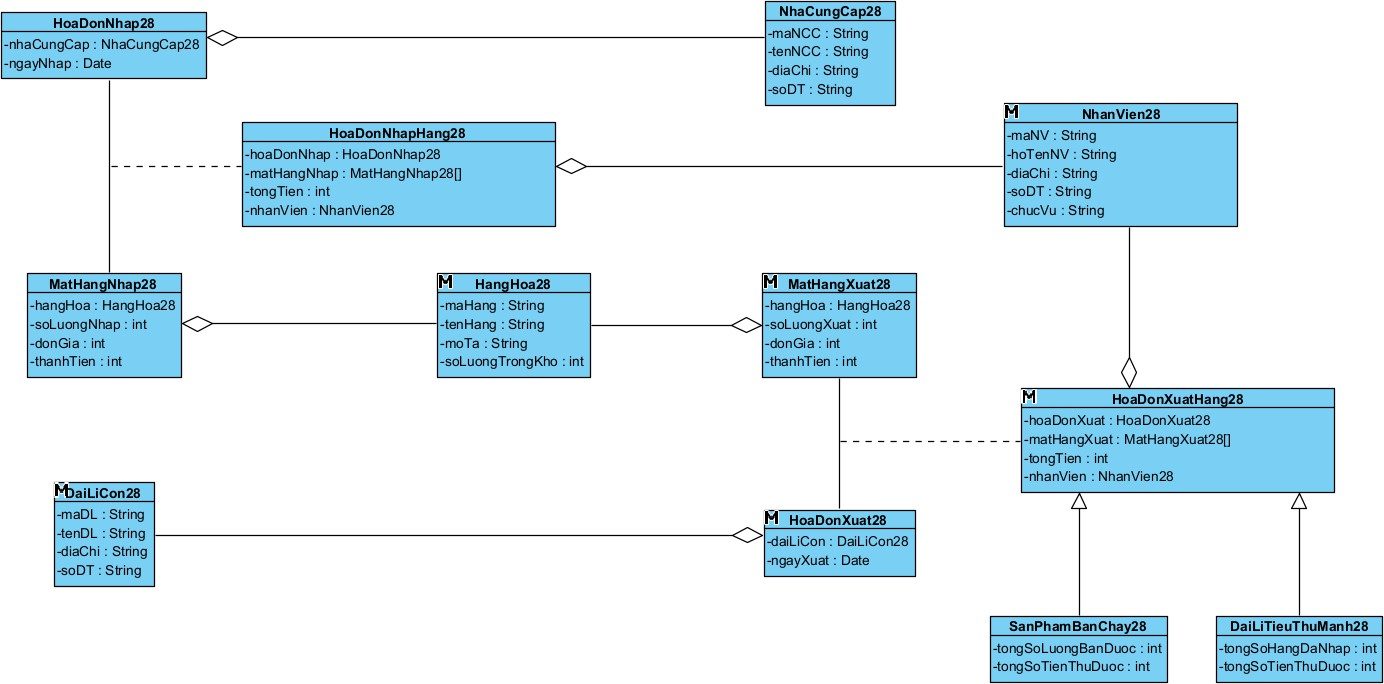 HoaDonNhap28
-nhaCungCap : NhaCungCap28
-ngayNhap : Date
NhaCungCap28
-maNCC : String
-tenNCC : String
-diaChi : String
-soDT : String
HoaDonNhapHang28
-hoaDonNhap : HoaDonNhap28
-matHangNhap : MatHangNhap28[]
-tongTien : int
-nhanVien : NhanVien28
M
NhanVien28
-maNV : String
-hoTenNV : String
-diaChi : String
-soDT : String
-chucVu : String
MatHangNhap28
-hangHoa : HangHoa28
-soLuongNhap : int
-donGia : int
-thanhTien : int
M
HangHoa28
-maHang : String
-tenHang : String
-moTa : String
-soLuongTrongKho : int
M
MatHangXuat28
-hangHoa : HangHoa28
-soLuongXuat : int
-donGia : int
-thanhTien : int
M
HoaDonXuatHang28
-hoaDonXuat : HoaDonXuat28
-matHangXuat : MatHangXuat28[]
-tongTien : int
-nhanVien : NhanVien28
M
DaiLiCon28
-maDL : String
-tenDL : String
-diaChi : String
-soDT : String
M
HoaDonXuat28
-daiLiCon : DaiLiCon28
-ngayXuat : Date
SanPhamBanChay28
-tongSoLuongBanDuoc : int
-tongSoTienThuDuoc : int
DaiLiTieuThuManh28
-tongSoHangDaNhap : int
-tongSoTienThuDuoc : int